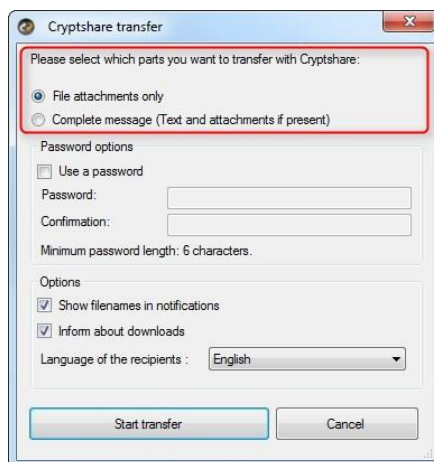 Cryptshare transfer
Please select which parts you want to transfer with Cryptshare:
File attachments only
Complete message (Text and attachments if present)
Password options
Use a password
Password:
Confirmation:
Minimum password length: 6 characters.
Options
Show filenames in notifications
Inform about downloads
Language of the recipients : English
Start transfer Cancel